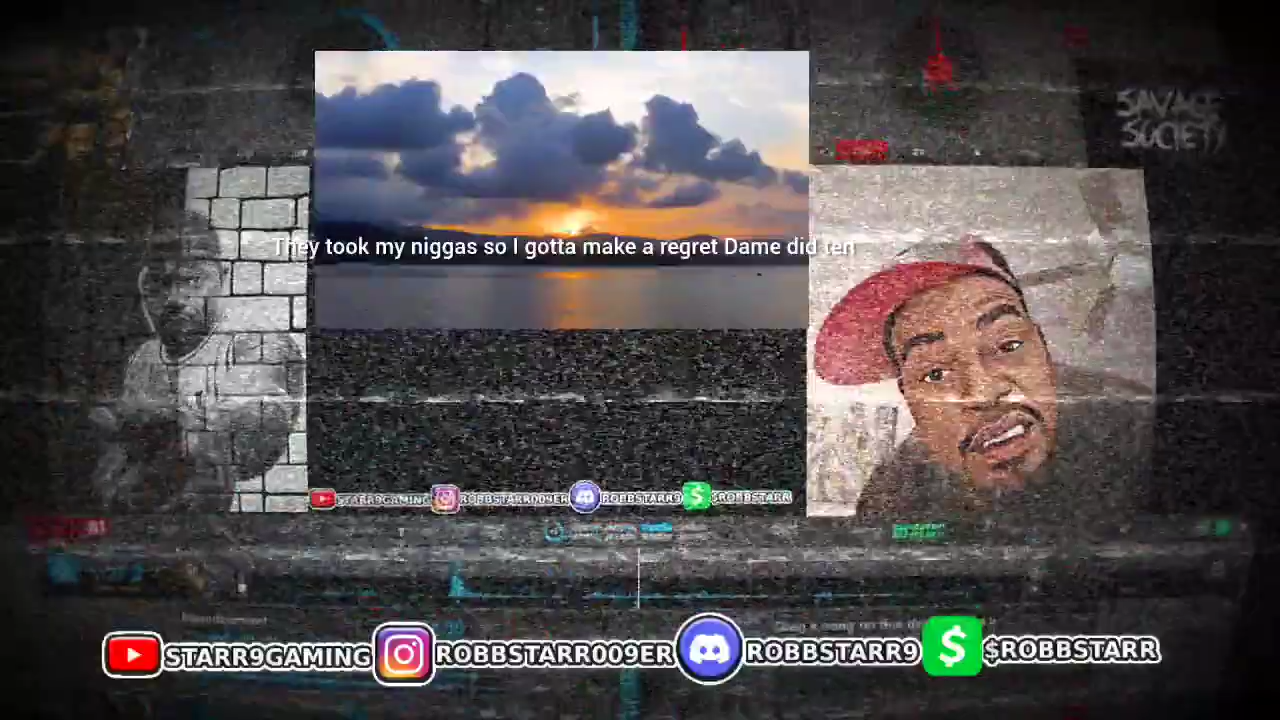 SAVAGE
SOCIETY
They took my niggas so I gotta make a regret Dame did ten
STARR9GAMING ROBBSTARR009ER ROBBSTARR9 $ROBBSTARR
STARR9GAMING ROBBSTARR009ER ROBBSTARR9 $ROBBSTARR